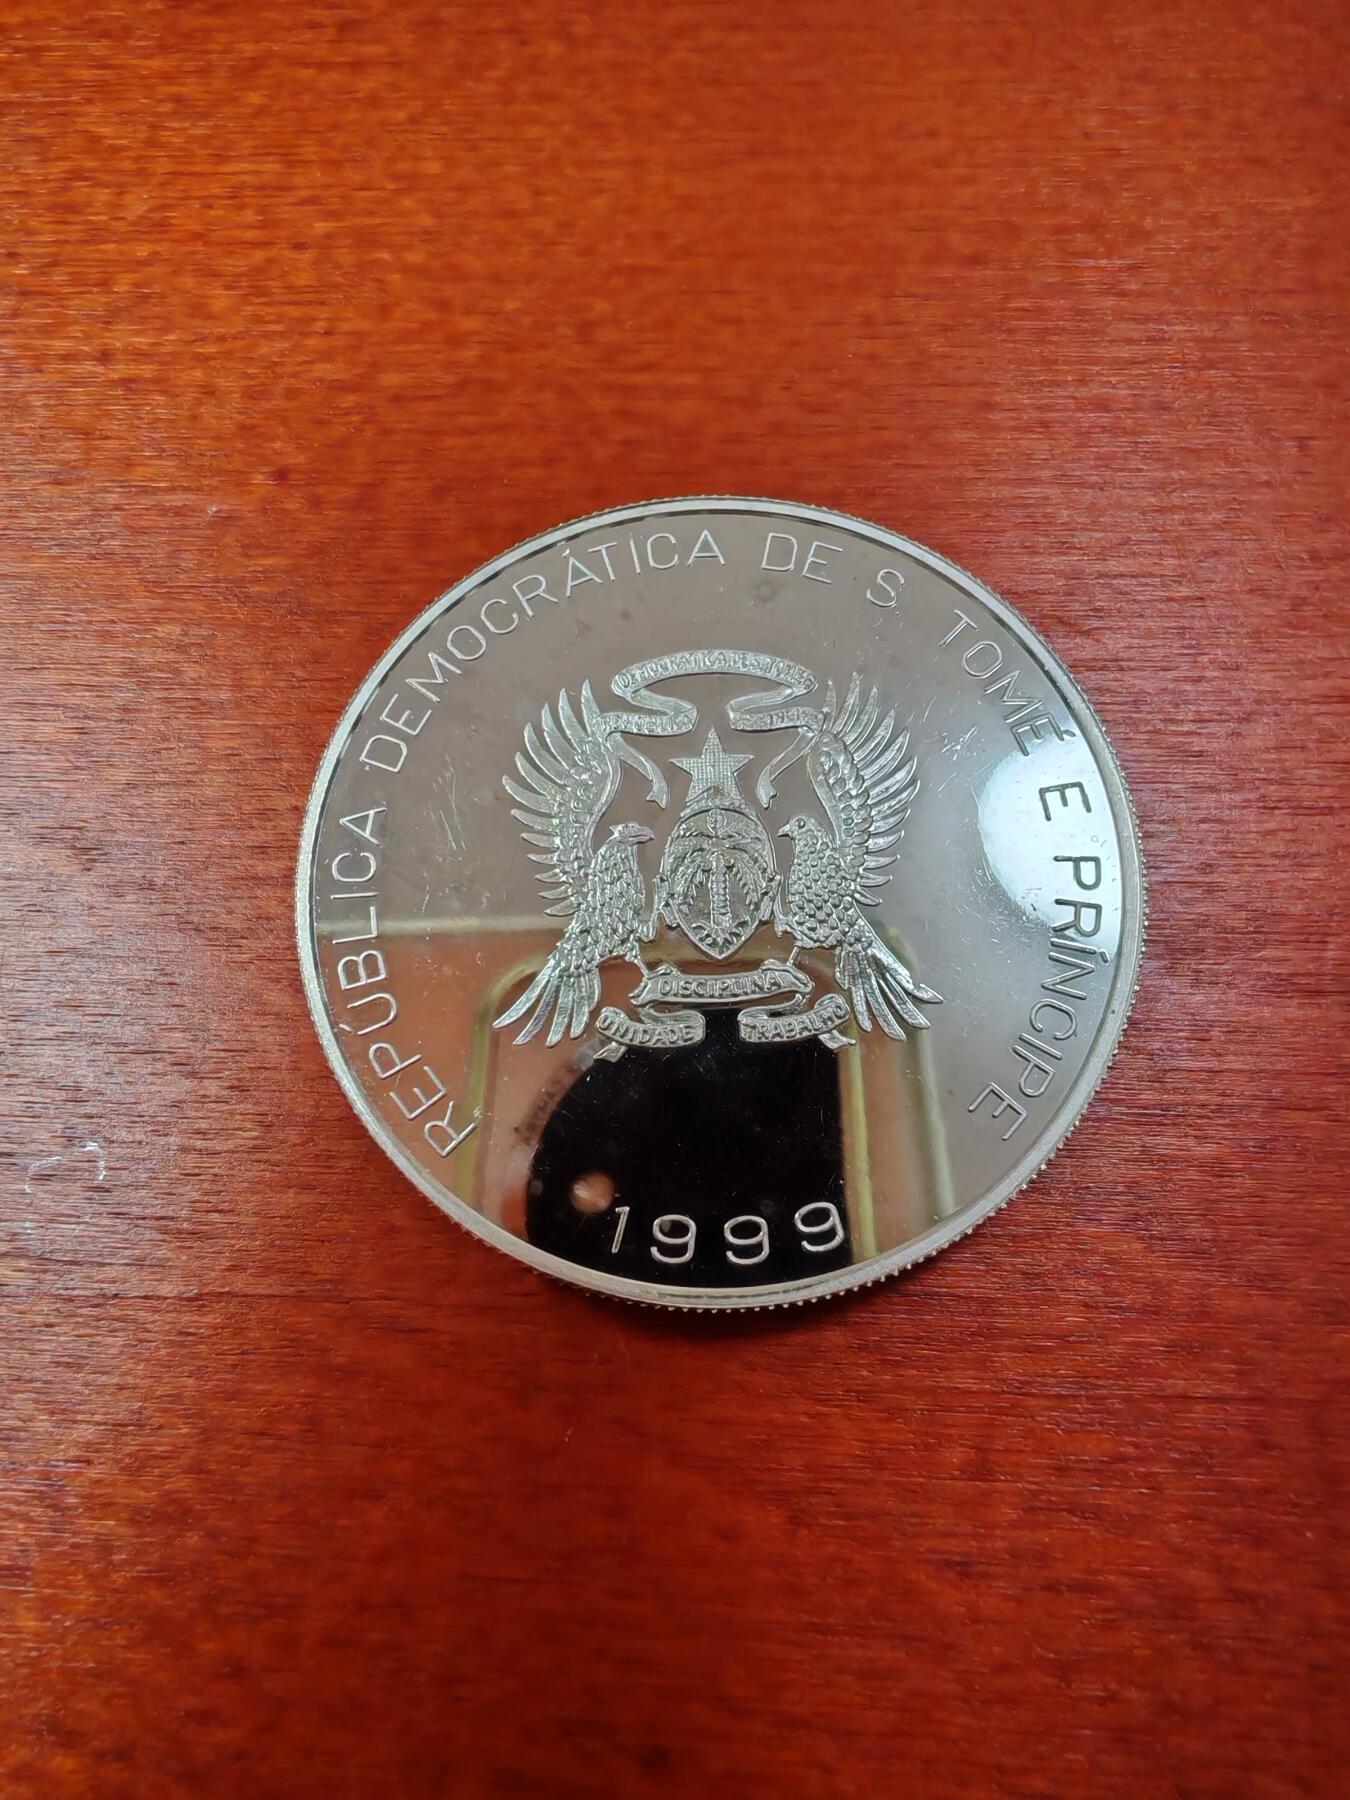 REPÚBLICA DEMOCRÁTICA DE S. TOMÉ E PRÍNCIPE
DISCIPLINA
UNIDADE TRABALHO
1999